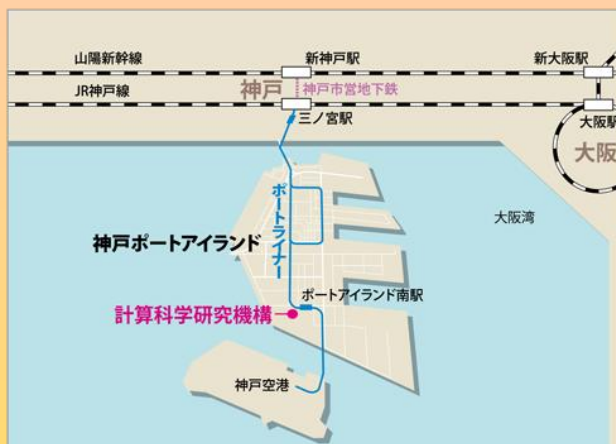 山陽新幹線
新神戸駅
新大阪駅
JR神戸線
神戸
神戸市営地下鉄
三ノ宮駅
大阪駅
大阪
ポートライナー
大阪湾
神戸ポートアイランド
ポートアイランド南駅
計算科学研究機構
神戸空港